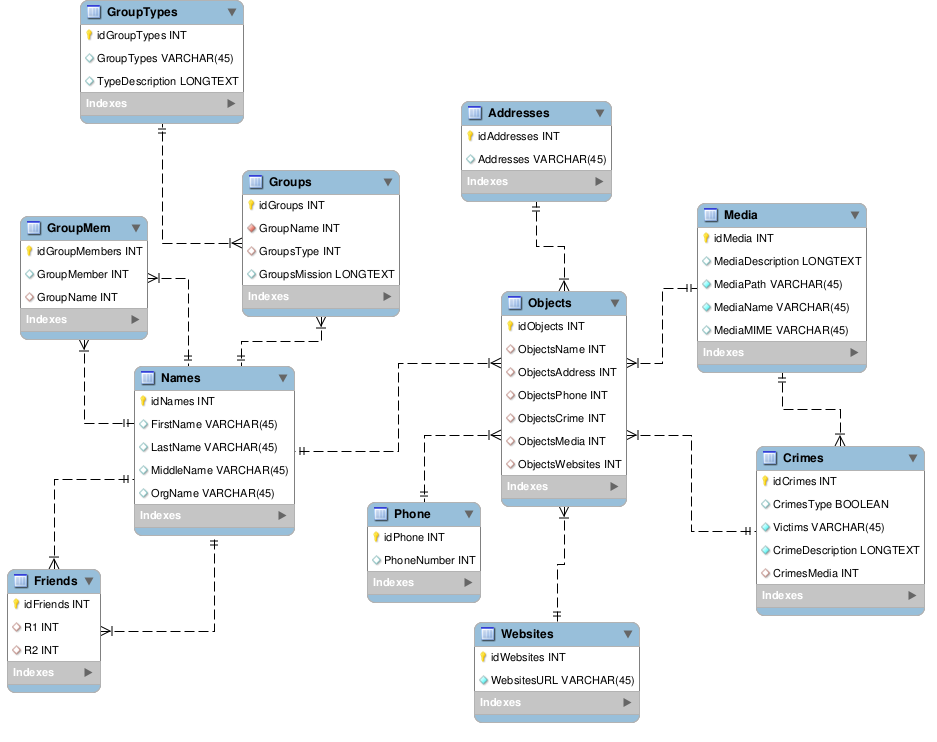 GroupTypes
idGroupTypes INT
GroupTypes VARCHAR(45)
TypeDescription LONGTEXT
Indexes
Addresses
idAddresses INT
Addresses VARCHAR(45)
Indexes
Groups
idGroups INT
GroupName INT
GroupsType INT
GroupsMission LONGTEXT
Indexes
GroupMem
idGroupMembers INT
GroupMember INT
GroupName INT
Indexes
Media
idMedia INT
MediaDescription LONGTEXT
MediaPath VARCHAR(45)
MediaName VARCHAR(45)
MediaMIME VARCHAR(45)
Indexes
Objects
idObjects INT
ObjectsName INT
ObjectsAddress INT
ObjectsPhone INT
ObjectsCrime INT
ObjectsMedia INT
ObjectsWebsites INT
Indexes
Names
idNames INT
FirstName VARCHAR(45)
LastName VARCHAR(45)
MiddleName VARCHAR(45)
OrgName VARCHAR(45)
Indexes
Crimes
idCrimes INT
CrimesType BOOLEAN
Victims VARCHAR(45)
CrimeDescription LONGTEXT
CrimesMedia INT
Indexes
Phone
idPhone INT
PhoneNumber INT
Indexes
Friends
idFriends INT
R1 INT
R2 INT
Indexes
Websites
idWebsites INT
WebsitesURL VARCHAR(45)
Indexes